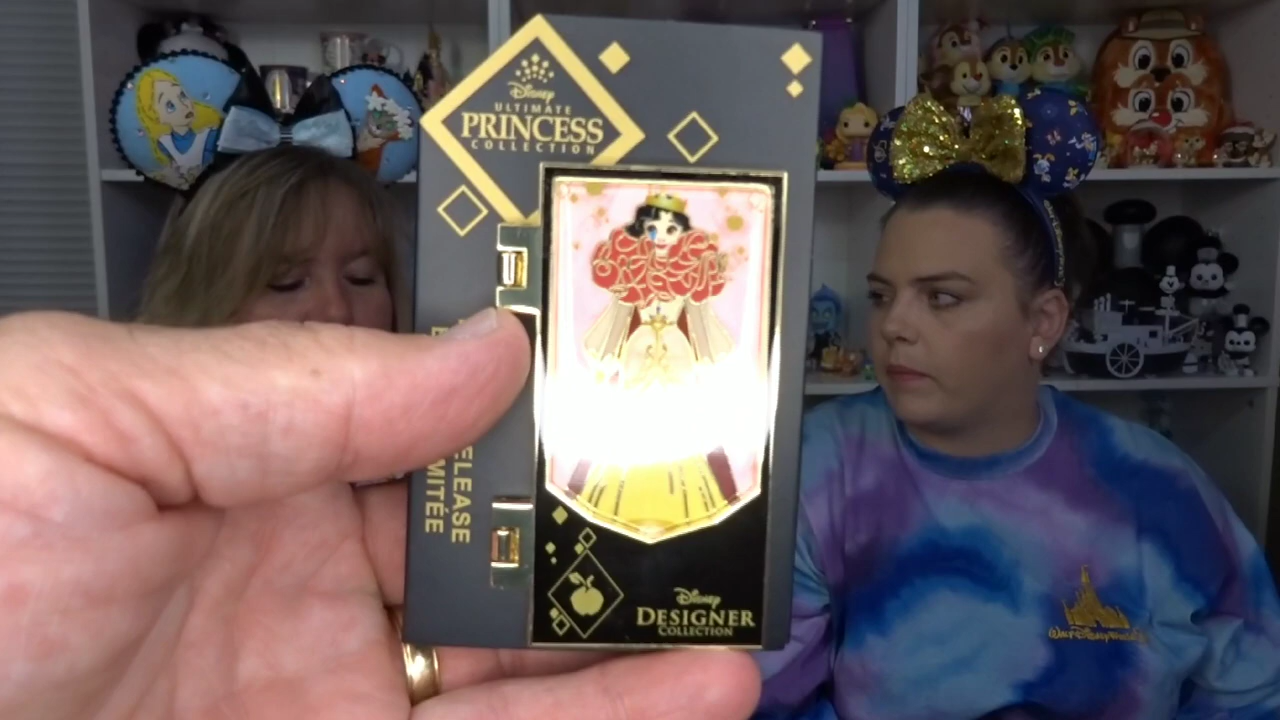 Disney
ULTIMATE
PRINCESS
COLLECTION
ELEASE
MITÉE
Disney
DESIGNER
COLLECTION
Walt Disney World